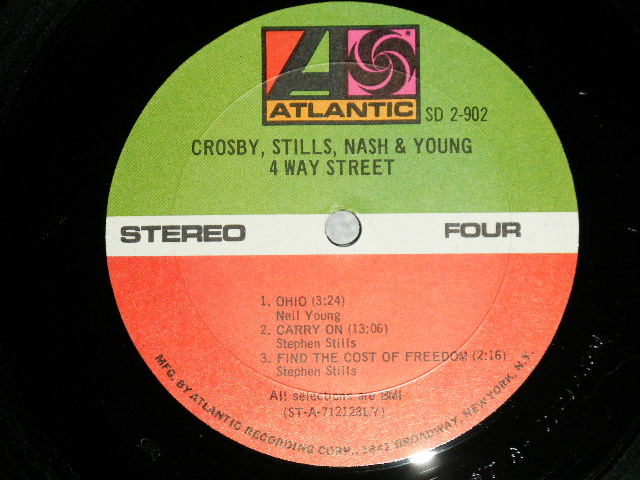 ATLANTIC
SD 2-902
CROSBY, STILLS, NASH & YOUNG
4 WAY STREET
STEREO
FOUR
1. OHIO (3:24)
Neil Young
2. CARRY ON (13:06)
Stephen Stills
3. FIND THE COST OF FREEDOM (2:16)
Stephen Stills
All selections are BMI
(ST-A-712123LY)
MFG. BY ATLANTIC RECORDING CORP., 1841 BROADWAY, NEW YORK, N.Y.